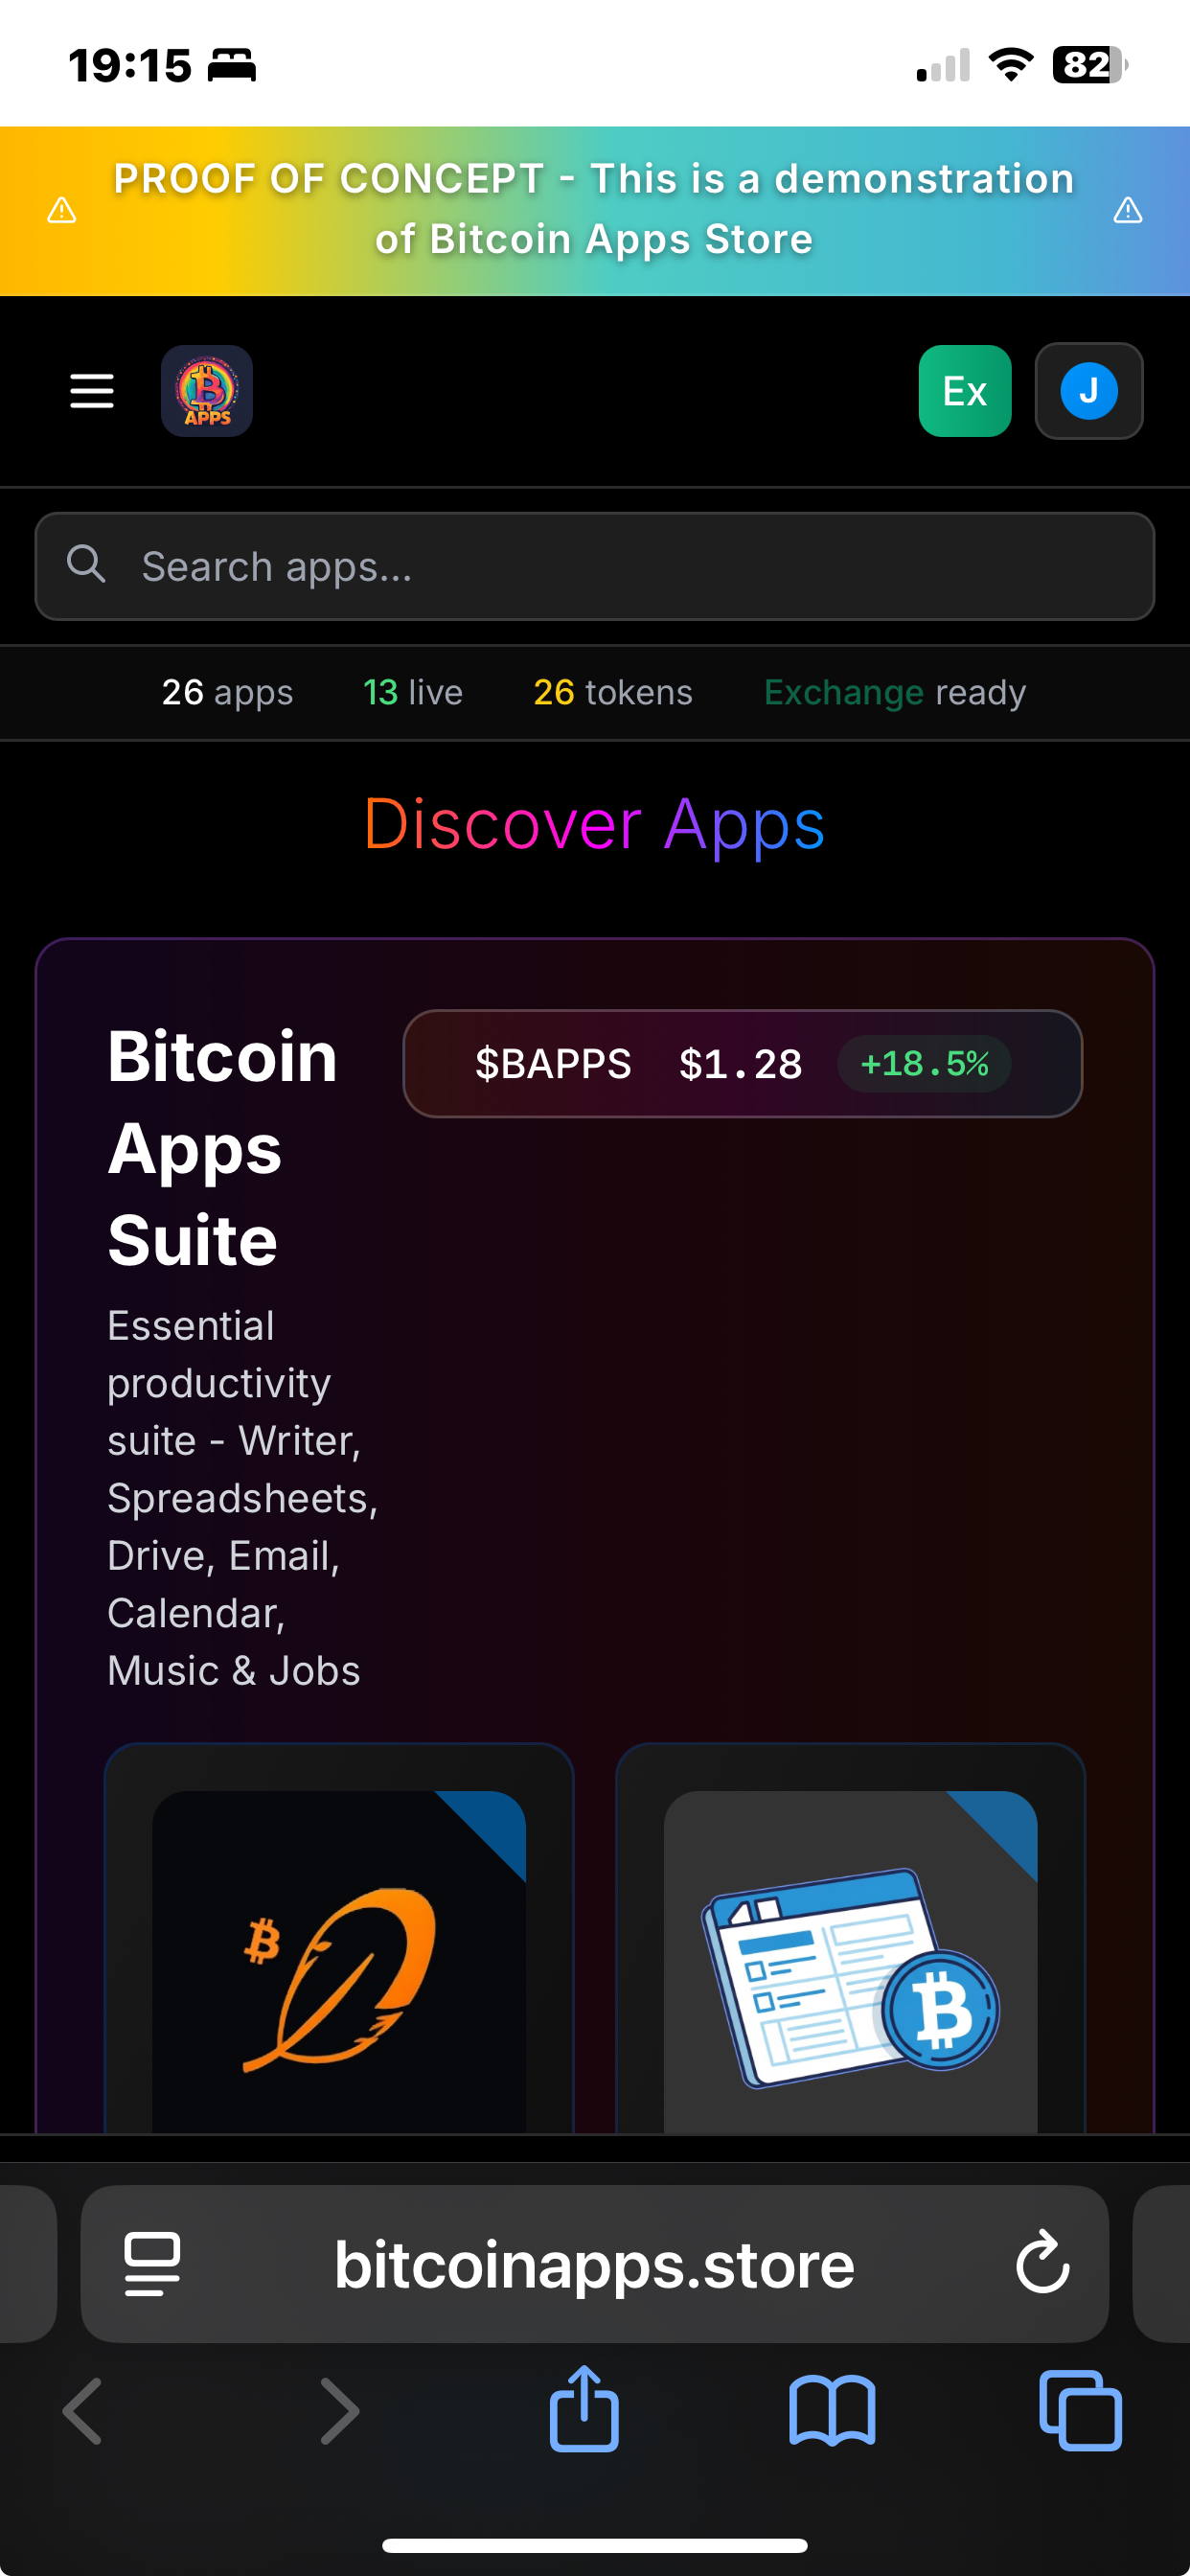 19:15
82
PROOF OF CONCEPT - This is a demonstration
of Bitcoin Apps Store
APPS
Ex
J
Search apps...
26 apps 13 live 26 tokens Exchange ready
Discover Apps
Bitcoin
Apps
Suite
$BAPPS $1.28 +18.5%
Essential
productivity
suite - Writer,
Spreadsheets,
Drive, Email,
Calendar,
Music & Jobs
bitcoinapps.store